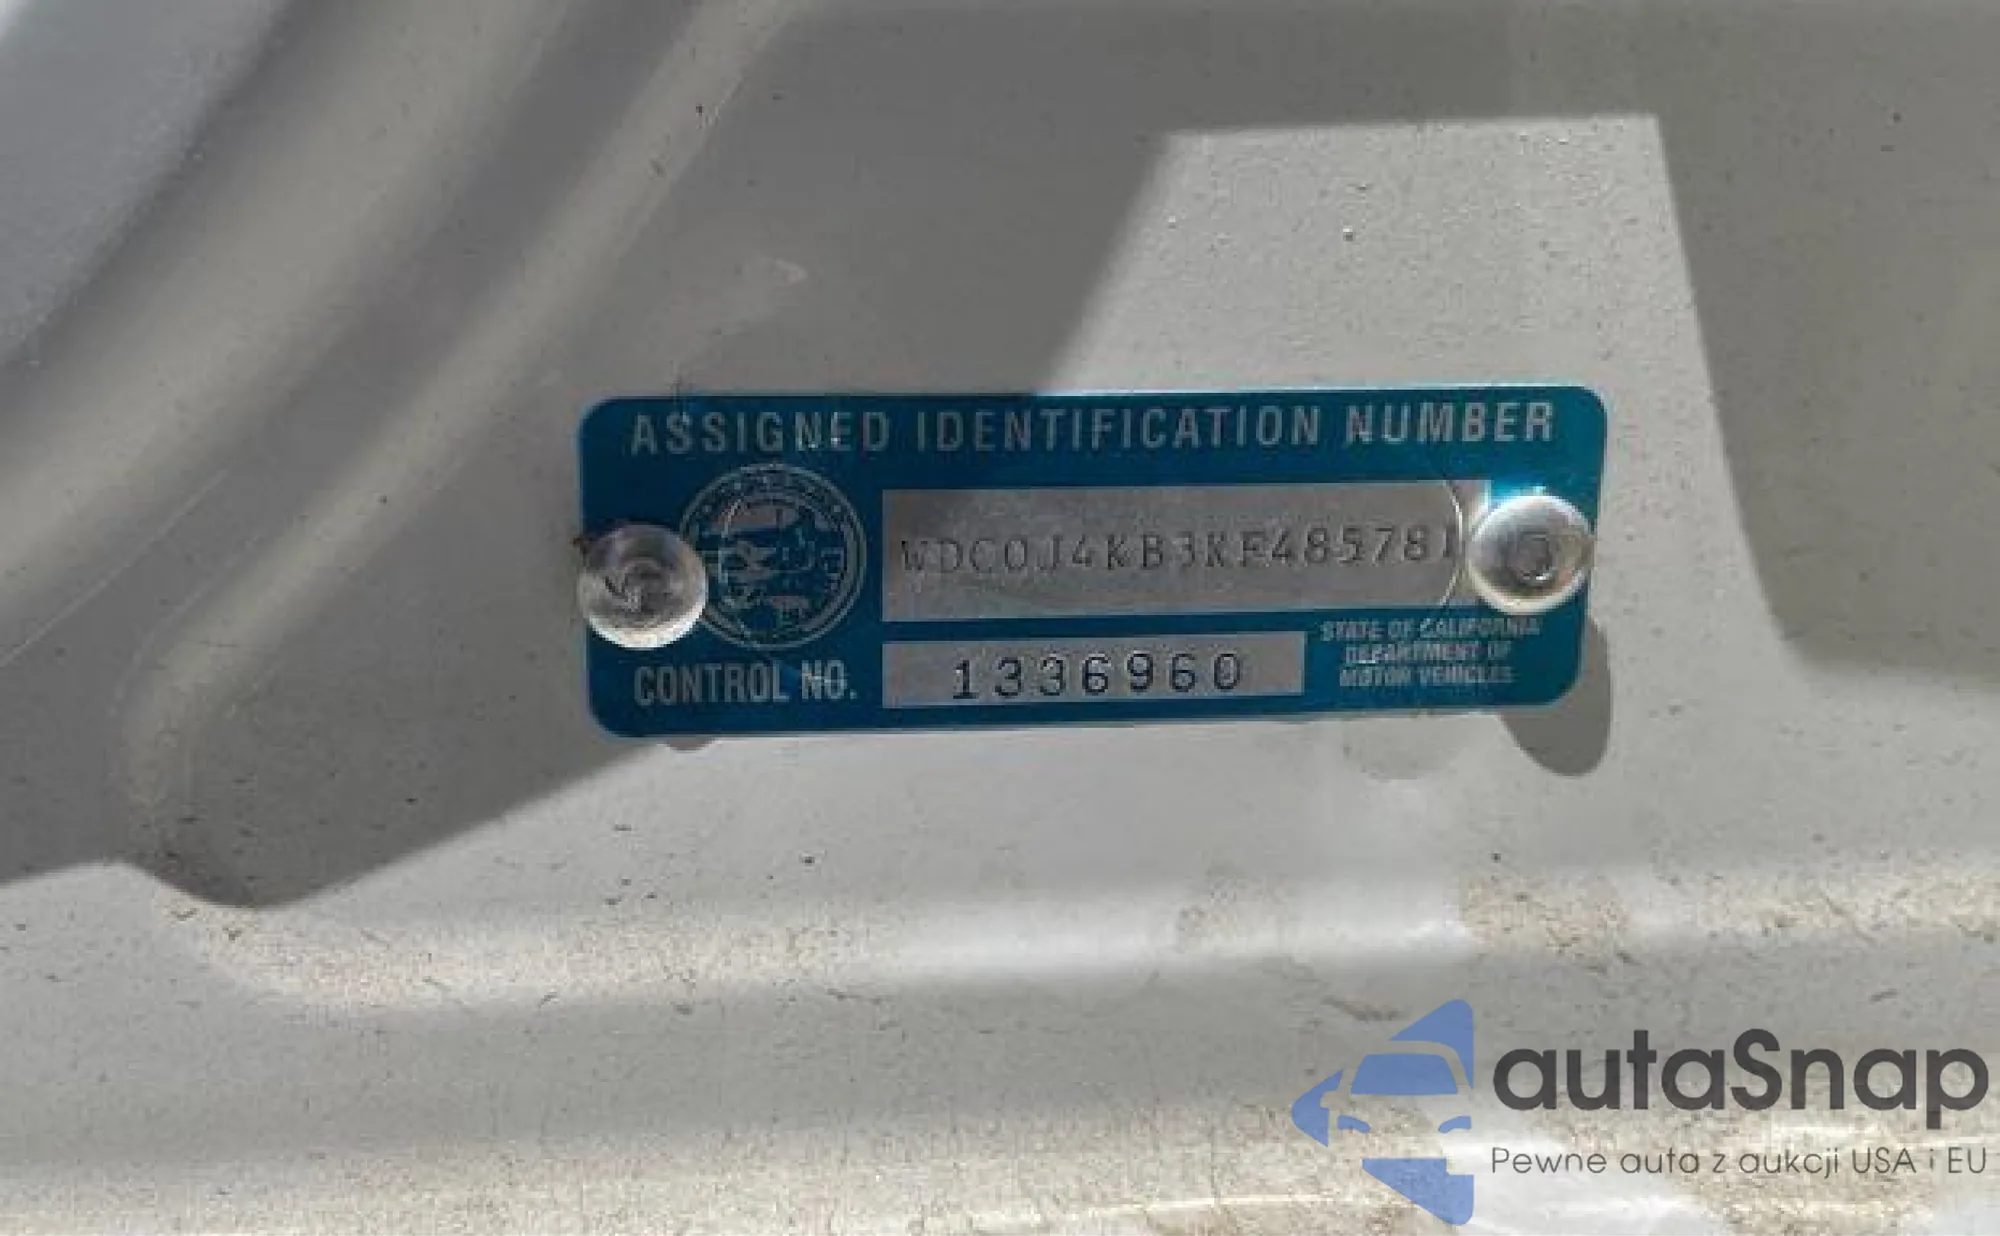 ASSIGNED IDENTIFICATION NUMBER
WDC0J4KB3KF485781
CONTROL NO.
1336960
STATE OF CALIFORNIA
DEPARTMENT OF
MOTOR VEHICLES
autaSnap
Pewne auta z aukcji USA i EU